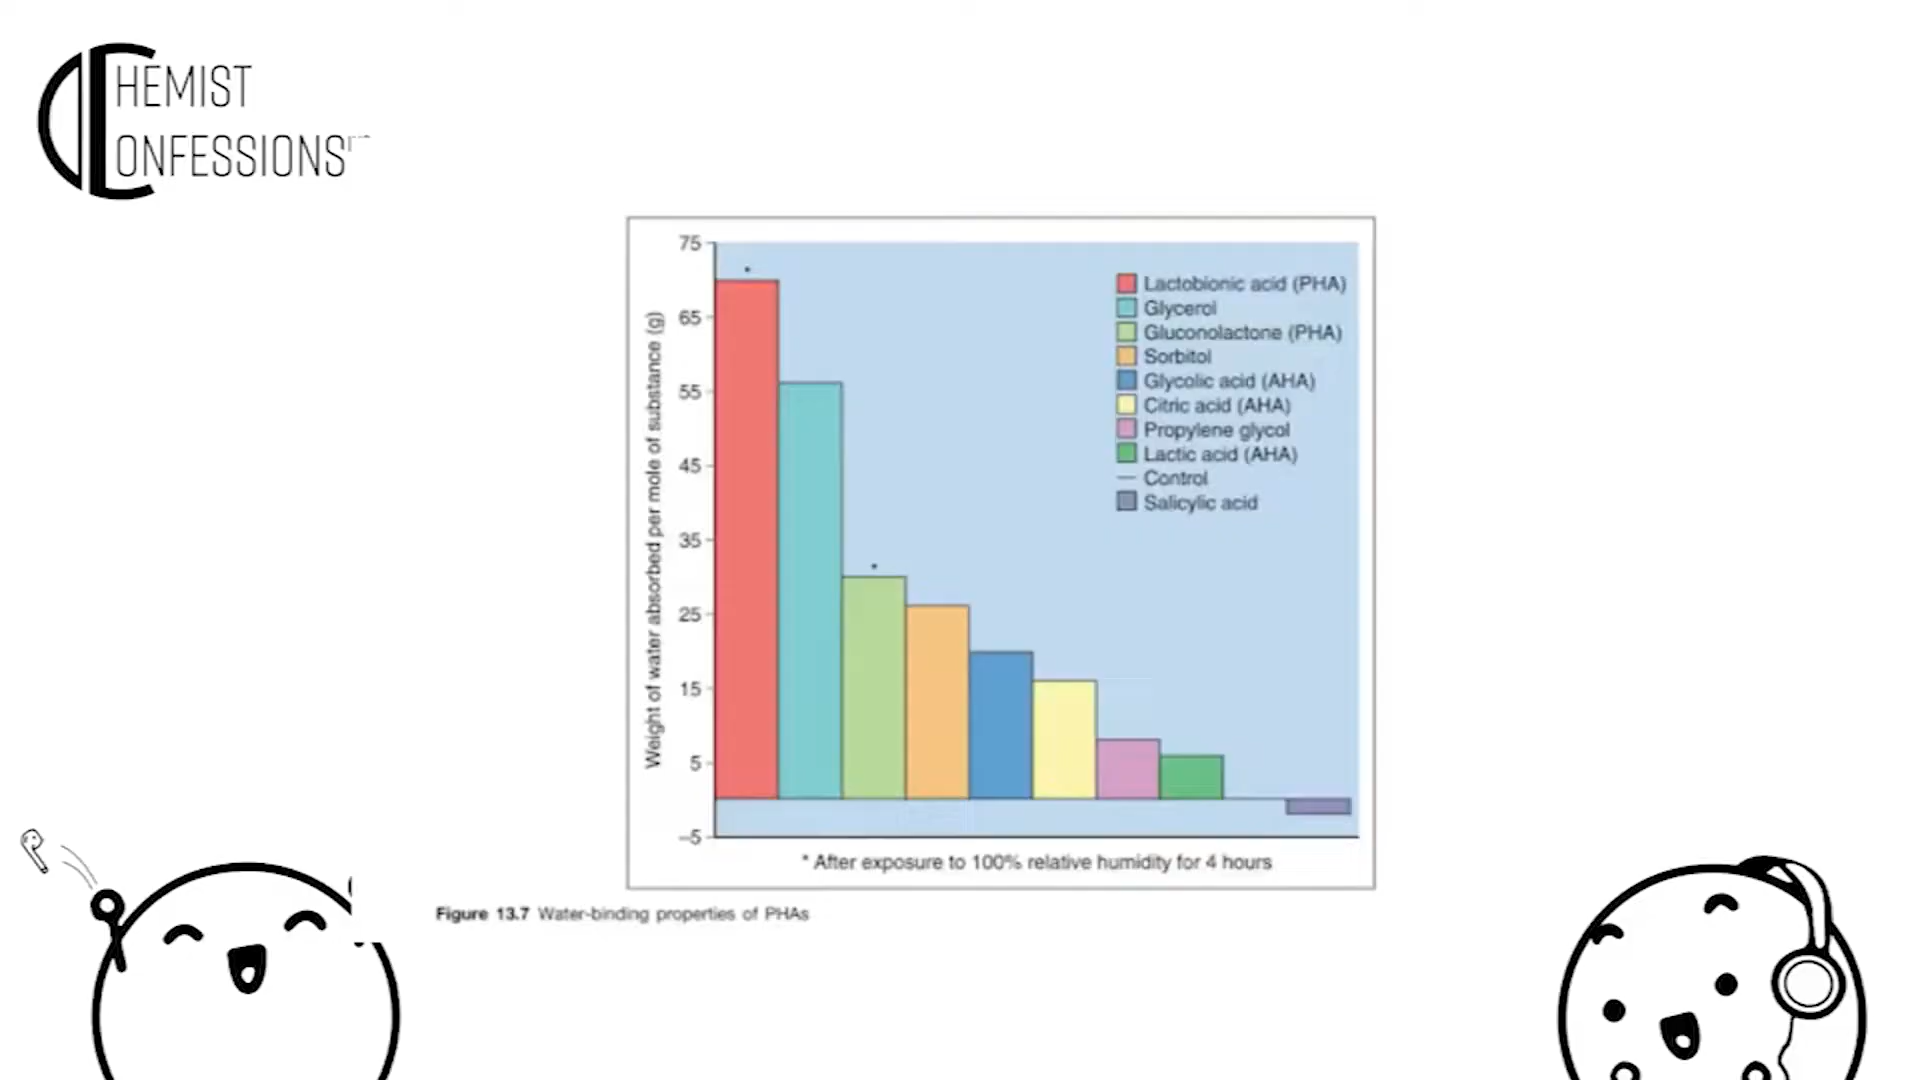 CHEMIST
CONFESSIONS
75
65
55
45
35
25
15
5
–5
Weight of water absorbed per mole of substance (g)
*
*
Lactobionic acid (PHA)
Glycerol
Gluconolactone (PHA)
Sorbitol
Glycolic acid (AHA)
Citric acid (AHA)
Propylene glycol
Lactic acid (AHA)
Control
Salicylic acid
* After exposure to 100% relative humidity for 4 hours
Figure 13.7 Water-binding properties of PHAs